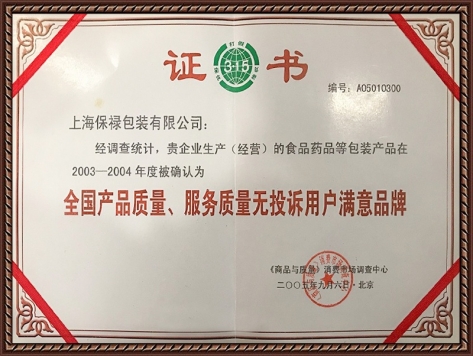 证 315 书
编号：A05010300
上海保禄包装有限公司：
经调查统计，贵企业生产（经营）的食品药品等包装产品在
2003—2004 年度被确认为
全国产品质量、服务质量无投诉用户满意品牌
《商品与质量》消费市场调查中心
二〇〇五年九月六日·北京